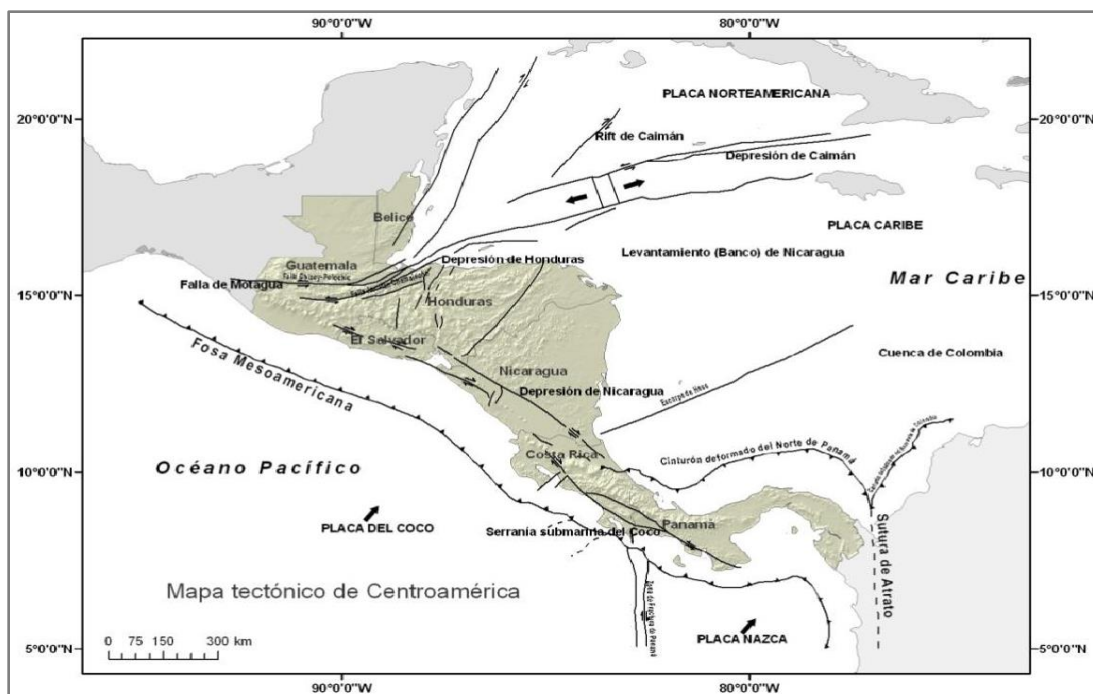 90°0'0"W
80°0'0"W
20°0'0"N
20°0'0"N
PLACA NORTEAMERICANA
Rift de Caimán
Depresión de Caimán
PLACA CARIBE
Belice
Levantamiento (Banco) de Nicaragua
Depresión de Honduras
Guatemala
Falla de Motagua
Mar Caribe
15°0'0"N
15°0'0"N
Honduras
El Salvador
Fosa Mesoamericana
Cuenca de Colombia
Nicaragua
Depresión de Nicaragua
Escarpe de Hess
Costa Rica
Cinturón deformado del Norte de Panamá
10°0'0"N
10°0'0"N
Océano Pacífico
PLACA DEL COCO
Serranía submarina del Coco
Panamá
Sutura de Atrato
Zona de Fractura de Panamá
Mapa tectónico de Centroamérica
0 75 150 300 km
PLACA NAZCA
5°0'0"N
5°0'0"N
90°0'0"W
80°0'0"W